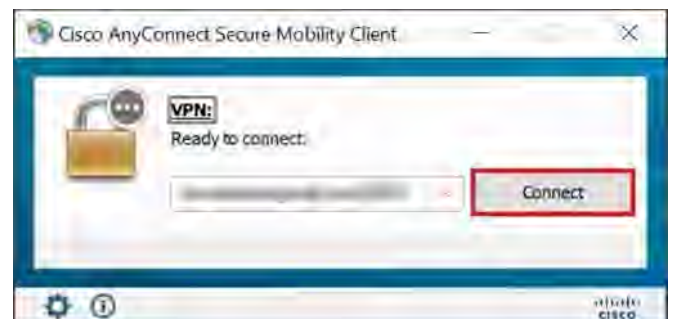 Cisco AnyConnect Secure Mobility Client
VPN:
Ready to connect.
Connect
cisco